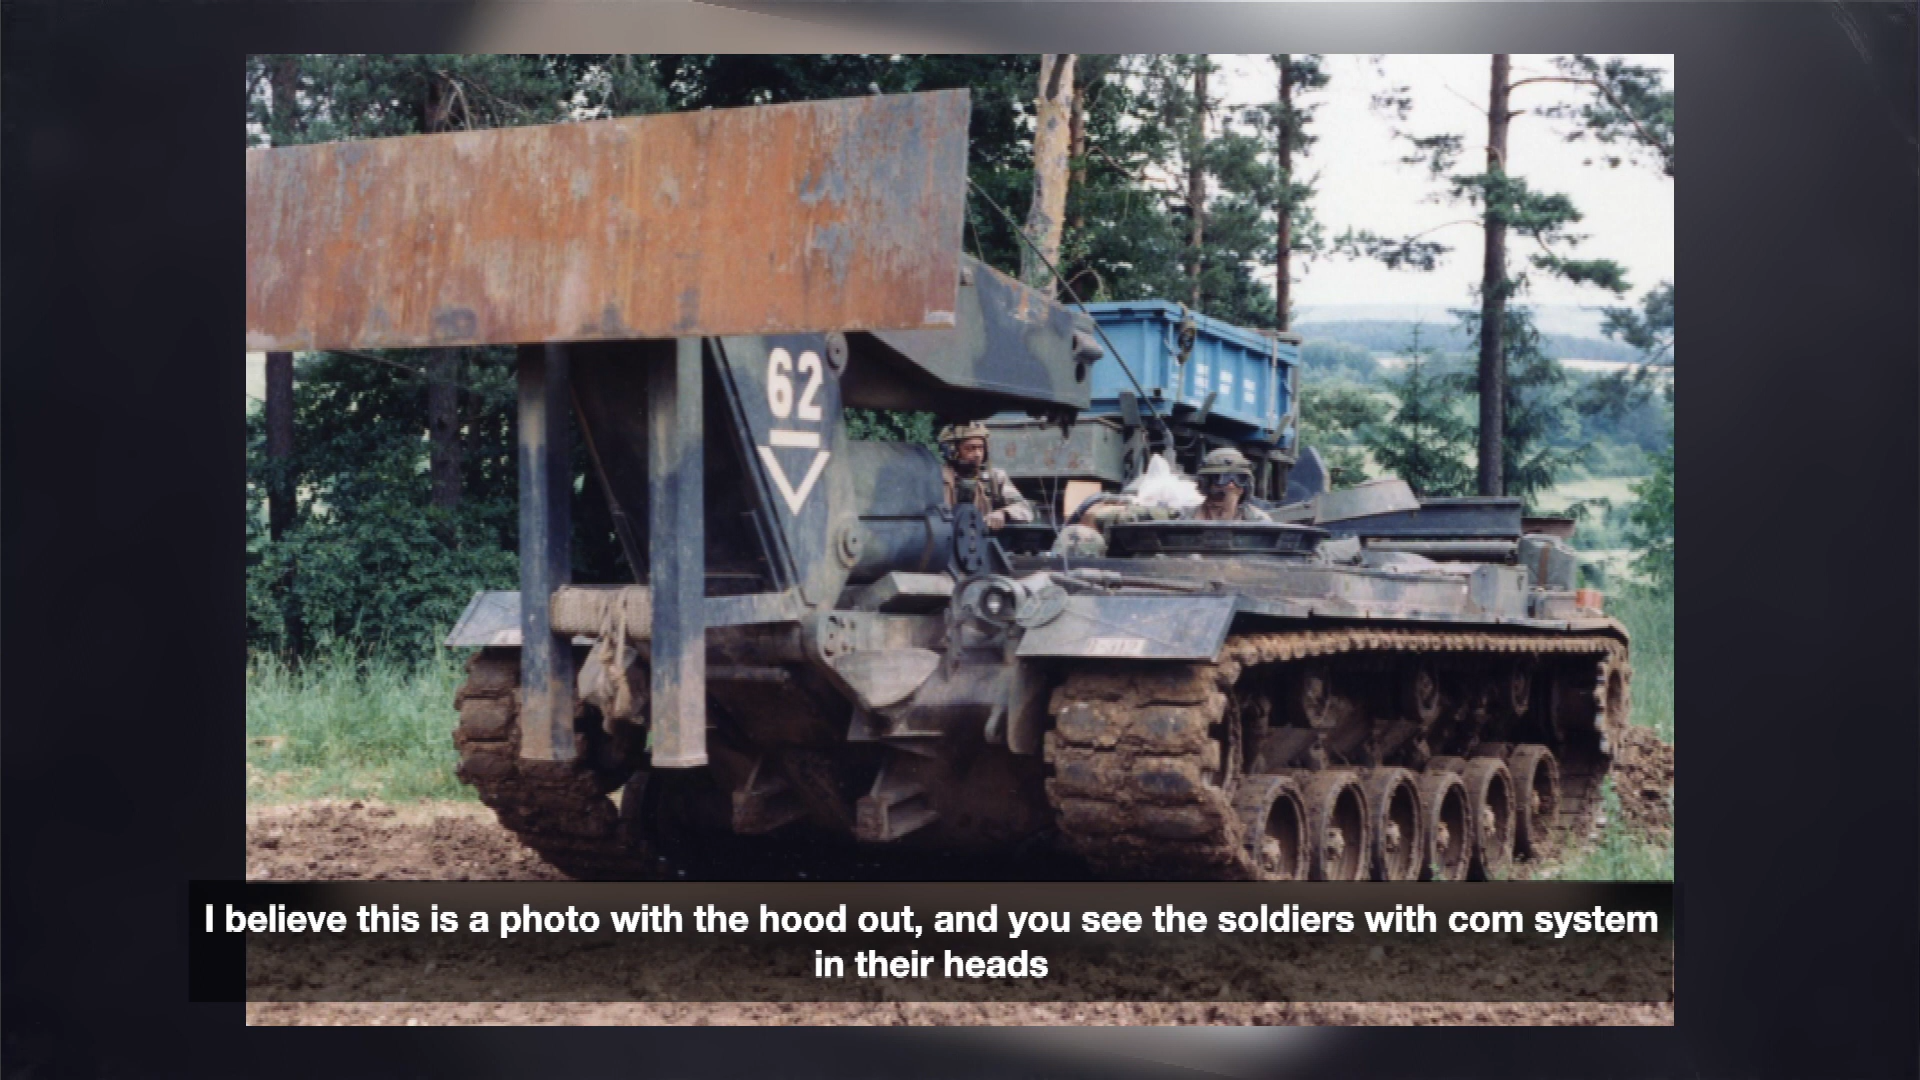 62
I believe this is a photo with the hood out, and you see the soldiers with com system
in their heads